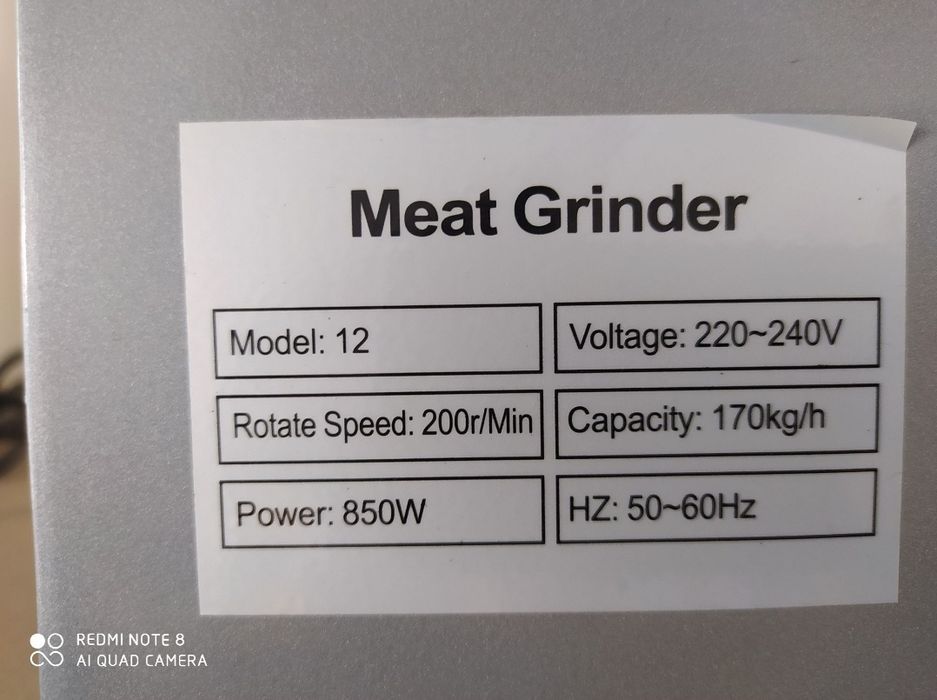 Meat Grinder
Model: 12
Voltage: 220~240V
Rotate Speed: 200r/Min
Capacity: 170kg/h
Power: 850W
HZ: 50~60Hz
REDMI NOTE 8
AI QUAD CAMERA